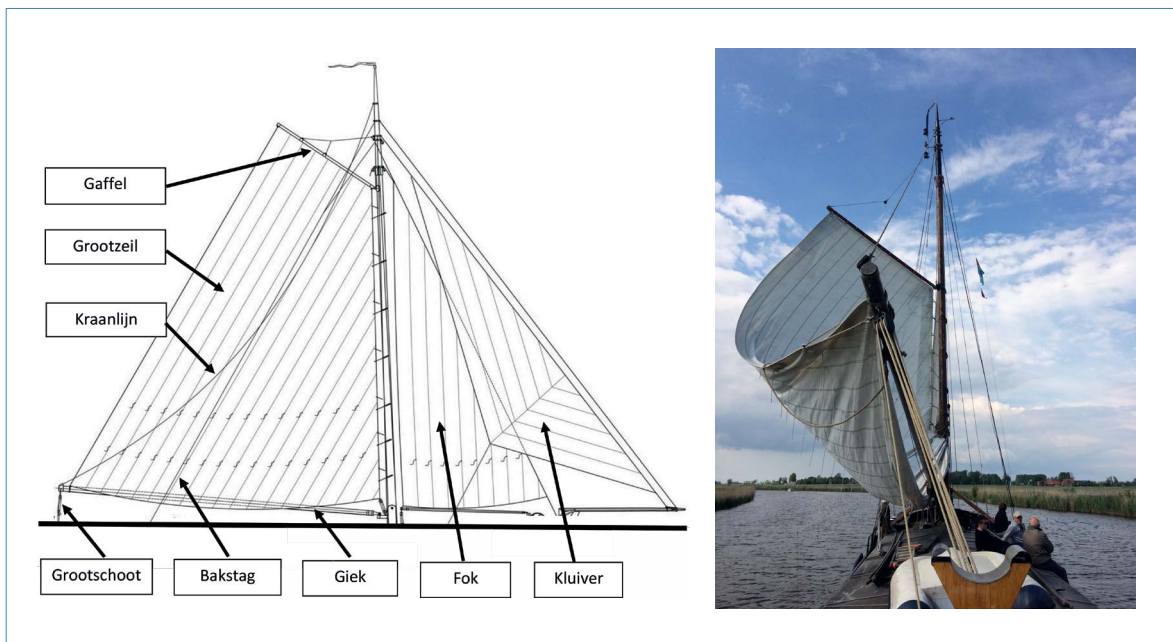 Gaffel
Grootzeil
Kraanlijn
Grootschoot
Bakstag
Giek
Fok
Kluiver